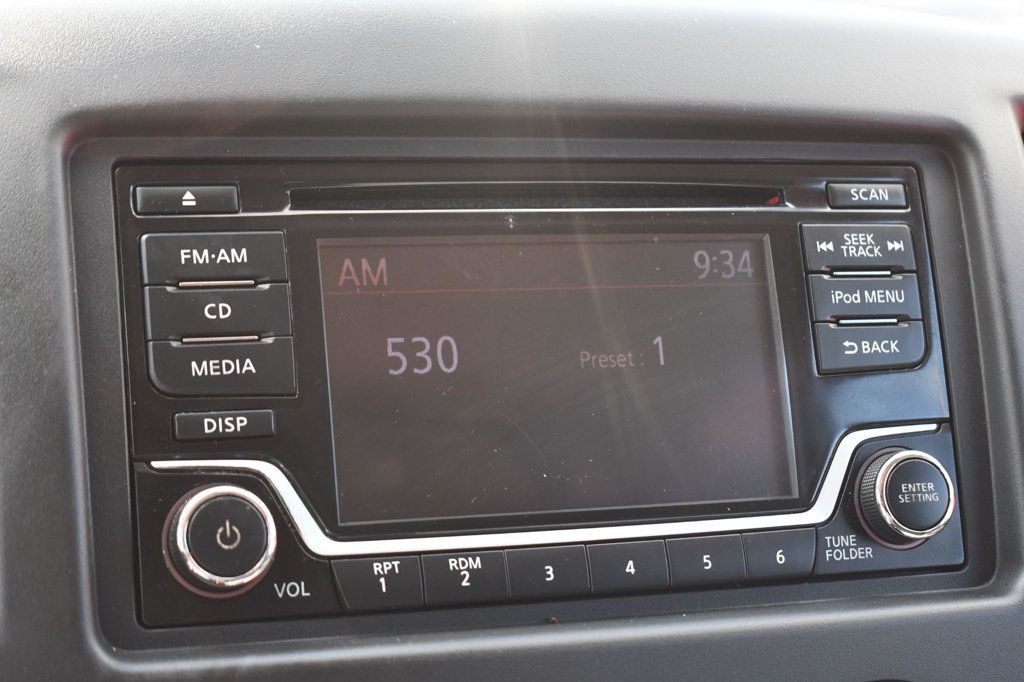 SCAN
FM·AM
CD
MEDIA
DISP
AM 9:34
530 Preset : 1
SEEK
TRACK
iPod MENU
BACK
ENTER
SETTING
TUNE
FOLDER
VOL
RPT
1
RDM
2
3
4
5
6